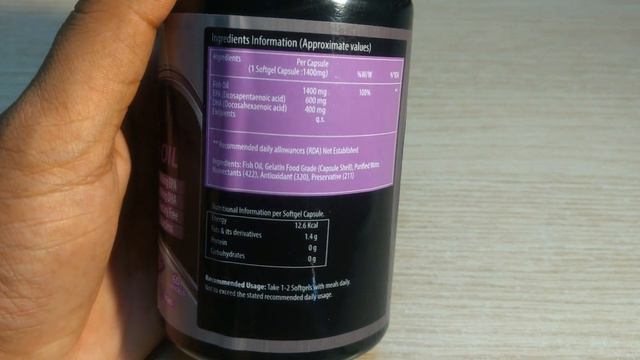 Ingredients Information (Approximate values)
Ingredients
Per Capsule
(1 Softgel Capsule :1400mg)
%W/W
%*RDA
Fish Oil
1400 mg
100%
**
EPA (Eicosapentaenoic acid)
600 mg
DHA (Docosahexaenoic acid)
400 mg
Excipients
q.s.
** Recommended daily allowances (RDA) Not Established
Ingredients: Fish Oil, Gelatin Food Grade (Capsule Shell), Purified Water,
Humectants (422), Antioxidant (320), Preservative (211)
Nutritional Information per Softgel Capsule.
Energy
12.6 Kcal
Fats & its derivatives
1.4 g
Protein
0 g
Carbohydrates
0 g
Recommended Usage: Take 1-2 Softgels with meals daily.
Not to exceed the stated recommended daily usage.
OIL